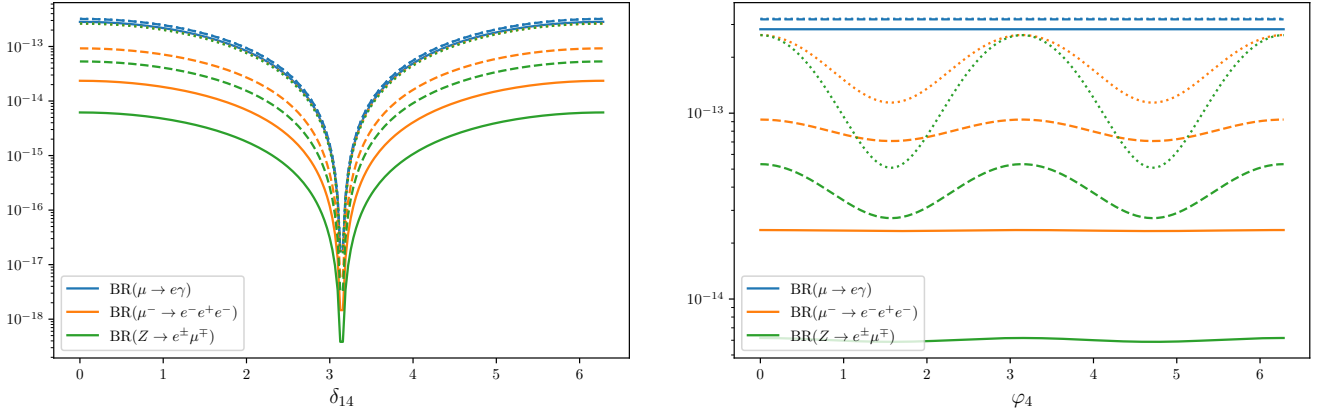 10⁻¹³
10⁻¹⁴
10⁻¹⁵
10⁻¹⁶
10⁻¹⁷
10⁻¹⁸
BR(μ → eγ)
BR(μ⁻ → e⁻e⁺e⁻)
BR(Z → e^±μ^∓)
0 1 2 3 4 5 6
δ₁₄
10⁻¹³
10⁻¹⁴
BR(μ → eγ)
BR(μ⁻ → e⁻e⁺e⁻)
BR(Z → e^±μ^∓)
0 1 2 3 4 5 6
φ₄